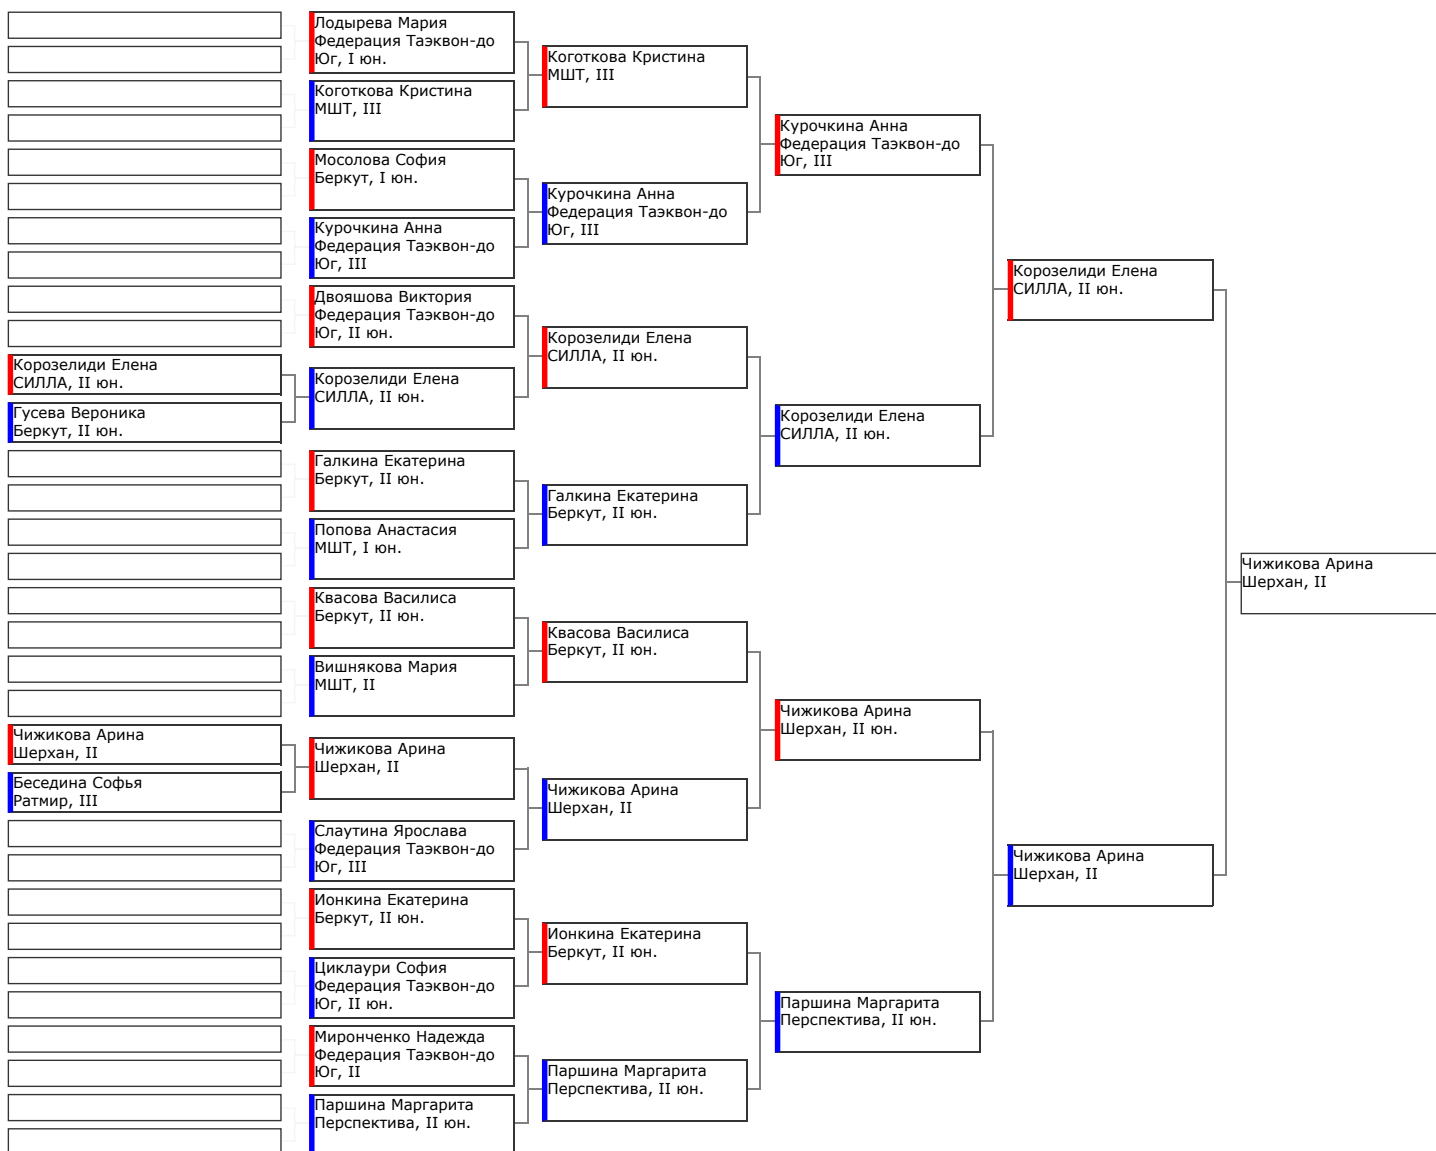 Корозелиди Елена
СИЛЛА, II юн.
Гусева Вероника
Беркут, II юн.
Чижикова Арина
Шерхан, II
Беседина Софья
Ратмир, III
Лодырева Мария
Федерация Таэквон-до
Юг, I юн.
Коготкова Кристина
МШТ, III
Мосолова София
Беркут, I юн.
Курочкина Анна
Федерация Таэквон-до
Юг, III
Двояшова Виктория
Федерация Таэквон-до
Юг, II юн.
Корозелиди Елена
СИЛЛА, II юн.
Галкина Екатерина
Беркут, II юн.
Попова Анастасия
МШТ, I юн.
Квасова Василиса
Беркут, II юн.
Вишнякова Мария
МШТ, II
Чижикова Арина
Шерхан, II
Слаутина Ярослава
Федерация Таэквон-до
Юг, III
Ионкина Екатерина
Беркут, II юн.
Циклаури София
Федерация Таэквон-до
Юг, II юн.
Миронченко Надежда
Федерация Таэквон-до
Юг, II
Паршина Маргарита
Перспектива, II юн.
Коготкова Кристина
МШТ, III
Курочкина Анна
Федерация Таэквон-до
Юг, III
Корозелиди Елена
СИЛЛА, II юн.
Галкина Екатерина
Беркут, II юн.
Квасова Василиса
Беркут, II юн.
Чижикова Арина
Шерхан, II
Ионкина Екатерина
Беркут, II юн.
Паршина Маргарита
Перспектива, II юн.
Курочкина Анна
Федерация Таэквон-до
Юг, III
Корозелиди Елена
СИЛЛА, II юн.
Чижикова Арина
Шерхан, II юн.
Паршина Маргарита
Перспектива, II юн.
Корозелиди Елена
СИЛЛА, II юн.
Чижикова Арина
Шерхан, II
Чижикова Арина
Шерхан, II